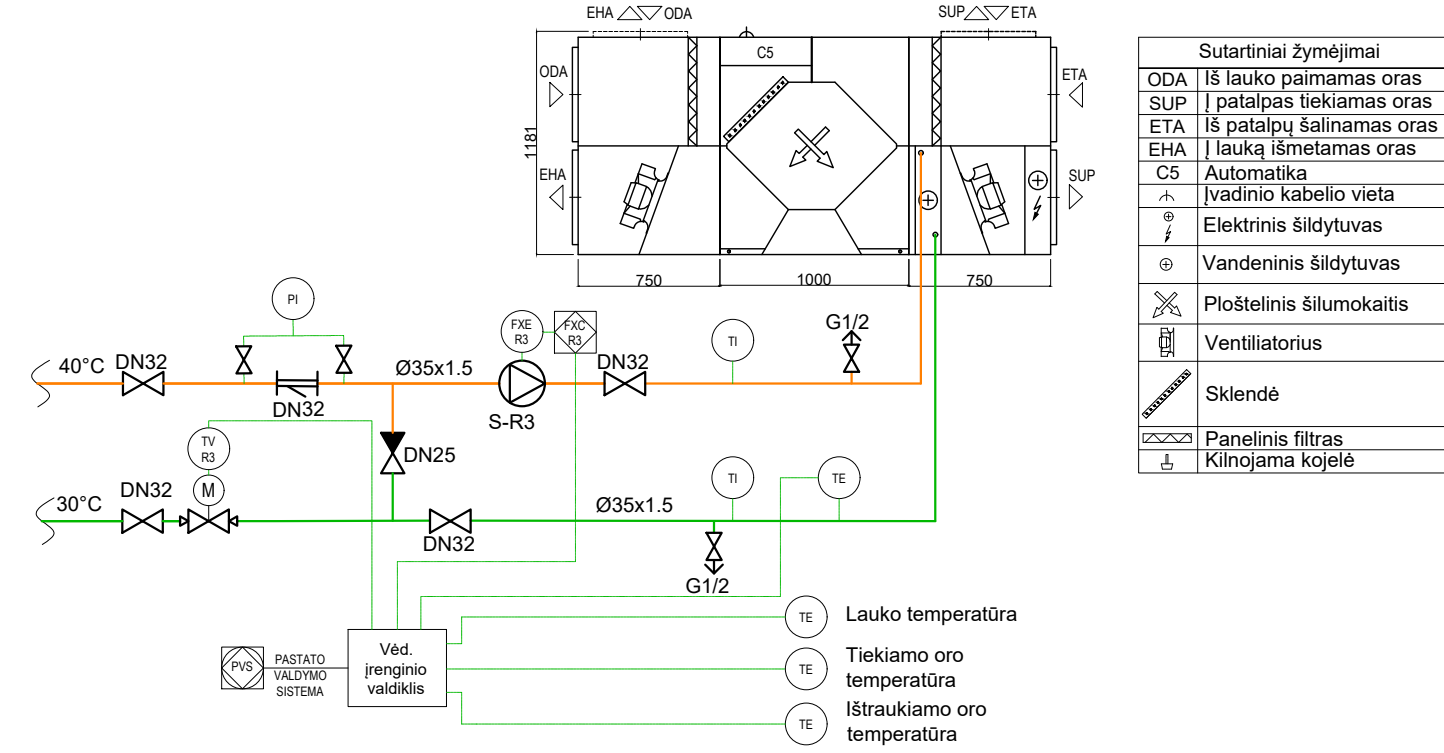 EHA ODA
SUP ETA
C5
ODA
ETA
1181
EHA
SUP
750
1000
750
Sutartiniai žymėjimai
ODA Iš lauko paimamas oras
SUP Į patalpas tiekiamas oras
ETA Iš patalpų šalinamas oras
EHA Į lauką išmetamas oras
C5 Automatika
Įvadinio kabelio vieta
Elektrinis šildytuvas
Vandeninis šildytuvas
Ploštelinis šilumokaitis
Ventiliatorius
Sklendė
Panelinis filtras
Kilnojama kojelė
PI
FXE
R3
FXC
R3
TI
G1/2
40°C
DN32
DN32
Ø35x1.5
S-R3
DN32
TV
R3
M
DN25
30°C
DN32
DN32
Ø35x1.5
TI
TE
G1/2
PVS
PASTATO
VALDYMO
SISTEMA
Vėd.
įrenginio
valdiklis
TE
Lauko temperatūra
TE
Tiekiamo oro
temperatūra
TE
Ištraukiamo oro
temperatūra